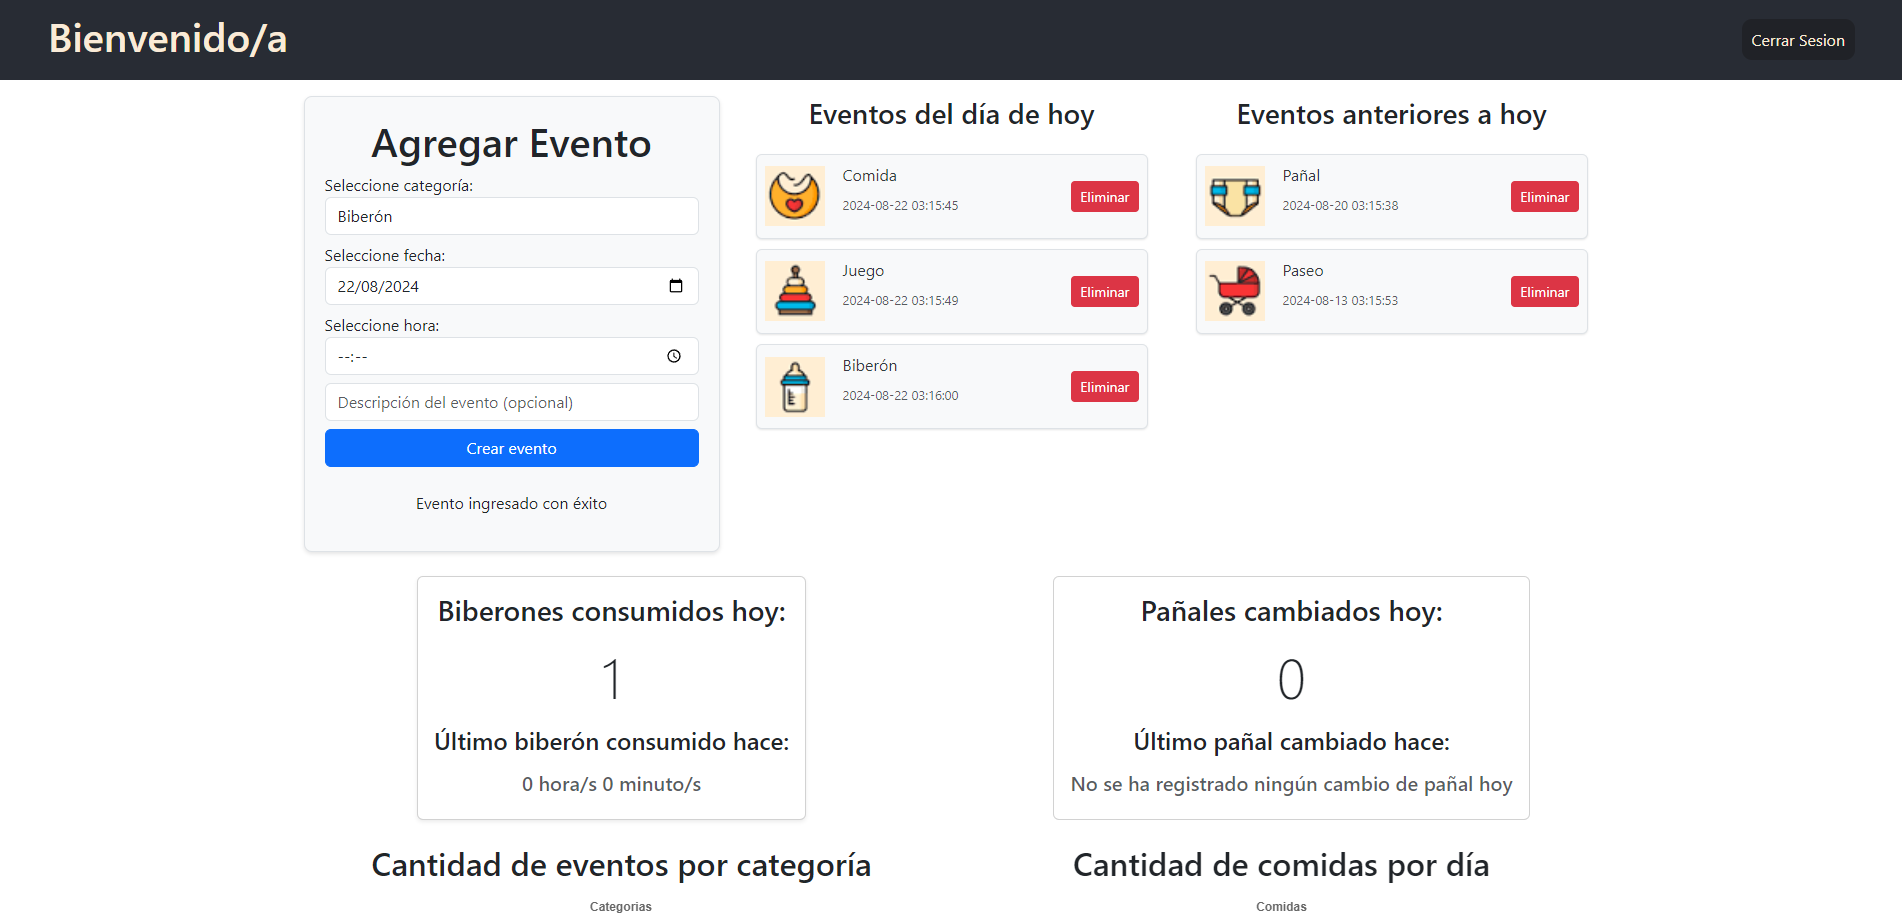 Bienvenido/a
Cerrar Sesion
Agregar Evento
Seleccione categoría:
Biberón
Seleccione fecha:
22/08/2024
Seleccione hora:
--:--
Descripción del evento (opcional)
Crear evento
Evento ingresado con éxito
Eventos del día de hoy
Comida
2024-08-22 03:15:45
Eliminar
Juego
2024-08-22 03:15:49
Eliminar
Biberón
2024-08-22 03:16:00
Eliminar
Eventos anteriores a hoy
Pañal
2024-08-20 03:15:38
Eliminar
Paseo
2024-08-13 03:15:53
Eliminar
Biberones consumidos hoy:
1
Último biberón consumido hace:
0 hora/s 0 minuto/s
Pañales cambiados hoy:
0
Último pañal cambiado hace:
No se ha registrado ningún cambio de pañal hoy
Cantidad de eventos por categoría
Categorias
Cantidad de comidas por día
Comidas